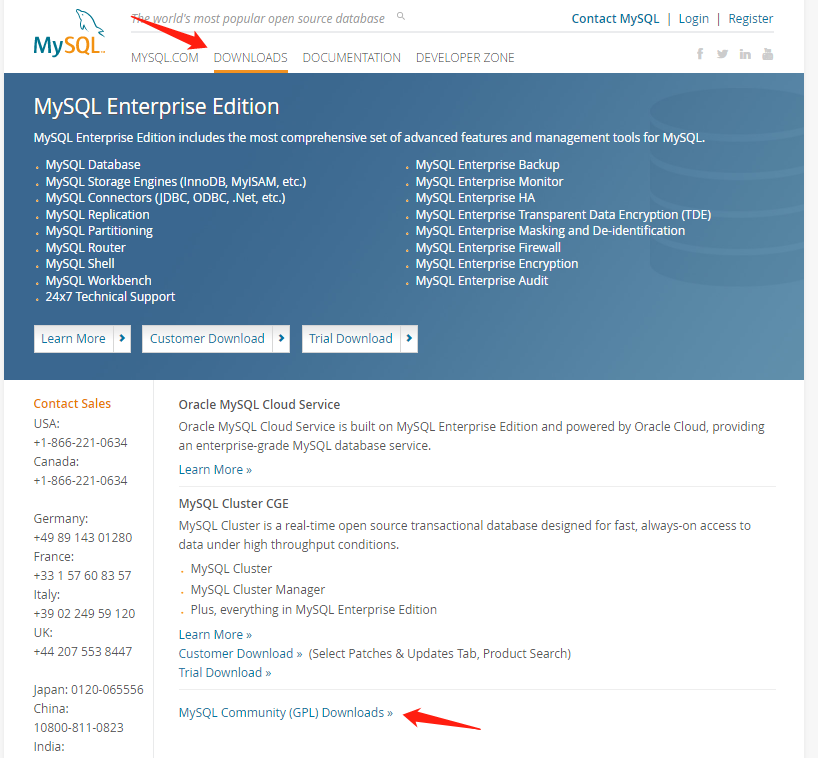 MySQL™
The world's most popular open source database
Contact MySQL | Login | Register
MYSQL.COM DOWNLOADS DOCUMENTATION DEVELOPER ZONE
MySQL Enterprise Edition
MySQL Enterprise Edition includes the most comprehensive set of advanced features and management tools for MySQL.
MySQL Database
MySQL Storage Engines (InnoDB, MyISAM, etc.)
MySQL Connectors (JDBC, ODBC, .Net, etc.)
MySQL Replication
MySQL Partitioning
MySQL Router
MySQL Shell
MySQL Workbench
24x7 Technical Support
MySQL Enterprise Backup
MySQL Enterprise Monitor
MySQL Enterprise HA
MySQL Enterprise Transparent Data Encryption (TDE)
MySQL Enterprise Masking and De-identification
MySQL Enterprise Firewall
MySQL Enterprise Encryption
MySQL Enterprise Audit
Learn More
Customer Download
Trial Download
Contact Sales
USA:
+1-866-221-0634
Canada:
+1-866-221-0634
Germany:
+49 89 143 01280
France:
+33 1 57 60 83 57
Italy:
+39 02 249 59 120
UK:
+44 207 553 8447
Japan: 0120-065556
China:
10800-811-0823
India:
Oracle MySQL Cloud Service
Oracle MySQL Cloud Service is built on MySQL Enterprise Edition and powered by Oracle Cloud, providing
an enterprise-grade MySQL database service.
Learn More »
MySQL Cluster CGE
MySQL Cluster is a real-time open source transactional database designed for fast, always-on access to
data under high throughput conditions.
MySQL Cluster
MySQL Cluster Manager
Plus, everything in MySQL Enterprise Edition
Learn More »
Customer Download » (Select Patches & Updates Tab, Product Search)
Trial Download »
MySQL Community (GPL) Downloads »